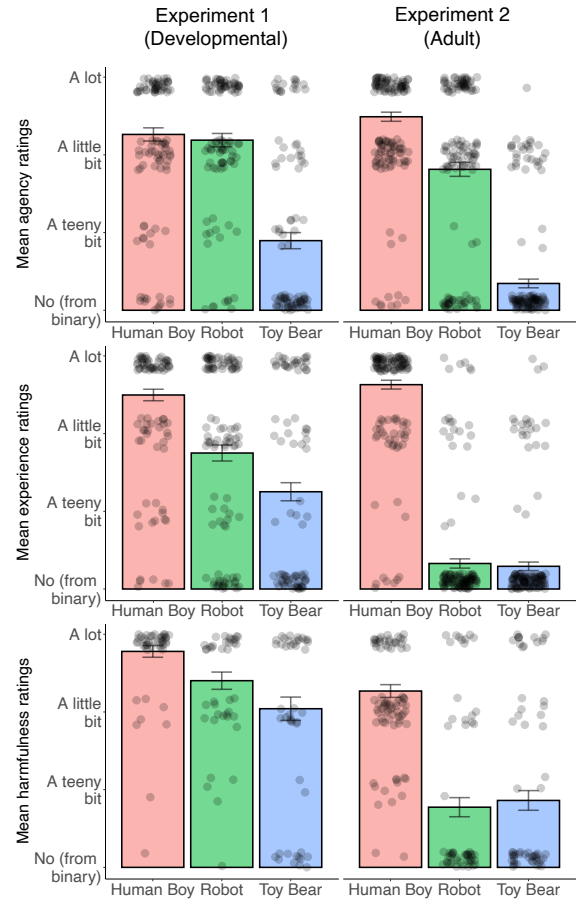 Experiment 1
(Developmental)
Experiment 2
(Adult)
Mean agency ratings
A lot
A little
bit
A teeny
bit
No (from
binary)
Human Boy Robot Toy Bear
Human Boy Robot Toy Bear
Mean experience ratings
A lot
A little
bit
A teeny
bit
No (from
binary)
Human Boy Robot Toy Bear
Human Boy Robot Toy Bear
Mean harmfulness ratings
A lot
A little
bit
A teeny
bit
No (from
binary)
Human Boy Robot Toy Bear
Human Boy Robot Toy Bear